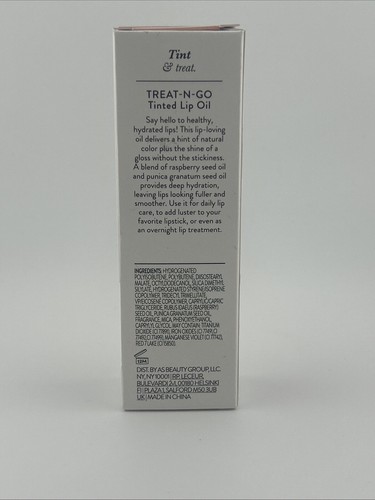 Tint
& treat.
TREAT-N-GO
Tinted Lip Oil
Say hello to healthy,
hydrated lips! This lip-loving
oil delivers a hint of natural
color plus the shine of a
gloss without the stickiness.
A blend of raspberry seed oil
and punica granatum seed oil
provides deep hydration,
leaving lips looking fuller and
smoother. Use it for daily lip
care, to add luster to your
favorite lipstick, or even as
an overnight lip treatment.
INGREDIENTS: HYDROGENATED
POLYISOBUTENE, POLYBUTENE, DIISOSTEARYL
MALATE, OCTYLDODECANOL, SILICA DIMETHYL
SILYLATE, HYDROGENATED STYRENE/ISOPRENE
COPOLYMER, TRIDECYL TRIMELLITATE,
VP/EICOSENE COPOLYMER, CAPRYLIC/CAPRIC
TRIGLYCERIDE, RUBUS IDAEUS (RASPBERRY)
SEED OIL, PUNICA GRANATUM SEED OIL,
FRAGRANCE, MICA, PHENOXYETHANOL,
CAPRYLYL GLYCOL. MAY CONTAIN: TITANIUM
DIOXIDE (CI 77891), IRON OXIDES (CI 77491, CI
77492, CI 77499), MANGANESE VIOLET (CI 77742),
RED 7 LAKE (CI 15850).
DIST. BY AS BEAUTY GROUP, LLC.
NY, NY 10001 | RP: LECEUR,
BULEVARDI 2-4, 00180 HELSINKI
FI | PLAZA 1, SALFORD M50 3UB
UK | MADE IN CHINA